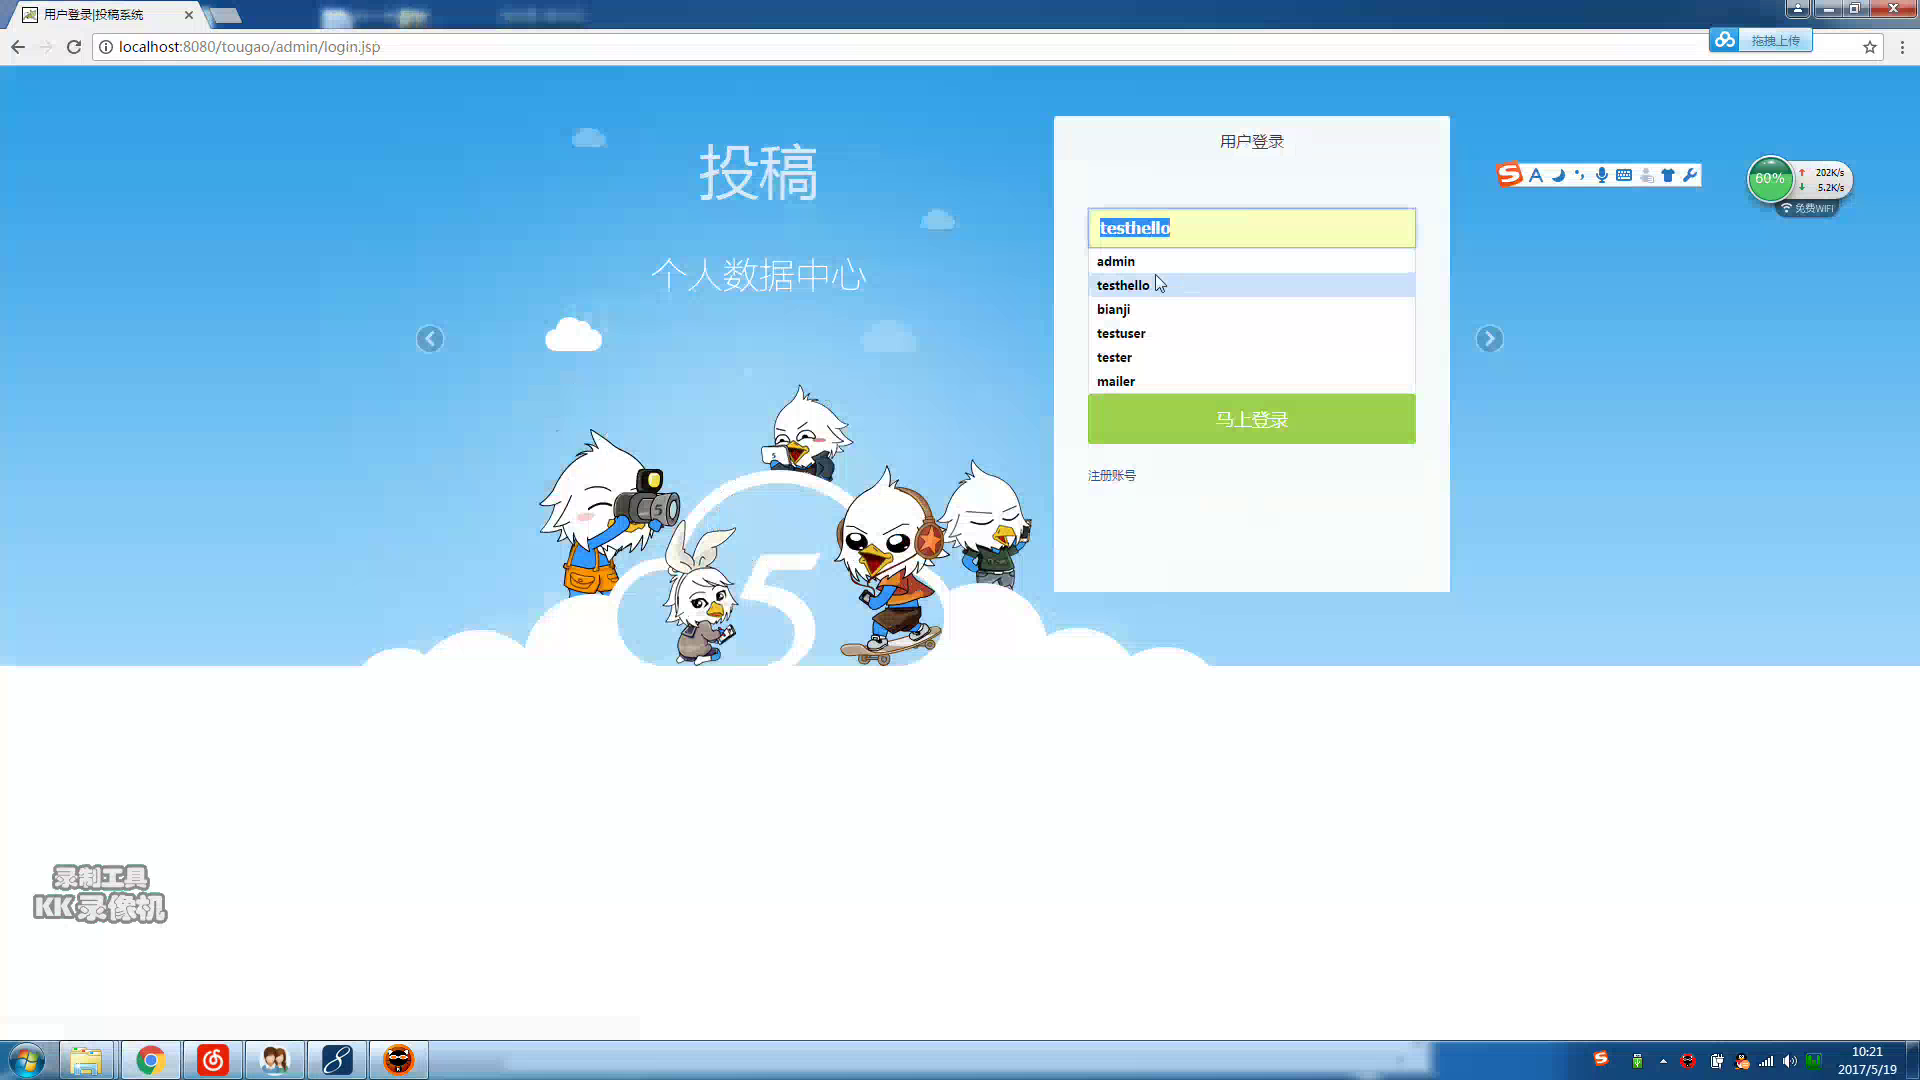 用户登录|投稿系统
localhost:8080/tougao/admin/login.jsp
拖拽上传
投稿
个人数据中心
用户登录
testhello
admin
testhello
bianji
testuser
tester
mailer
马上登录
注册账号
60%
202K/s
5.2K/s
免费WiFi
5
5
5
录制工具
KK录像机
10:21
2017/5/19